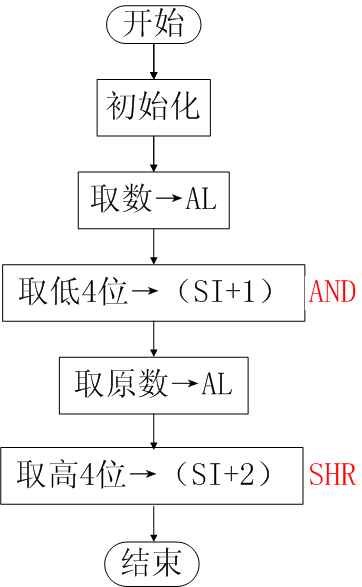 开始
初始化
取数→AL
取低4位→（SI+1） AND
取原数→AL
取高4位→（SI+2） SHR
结束